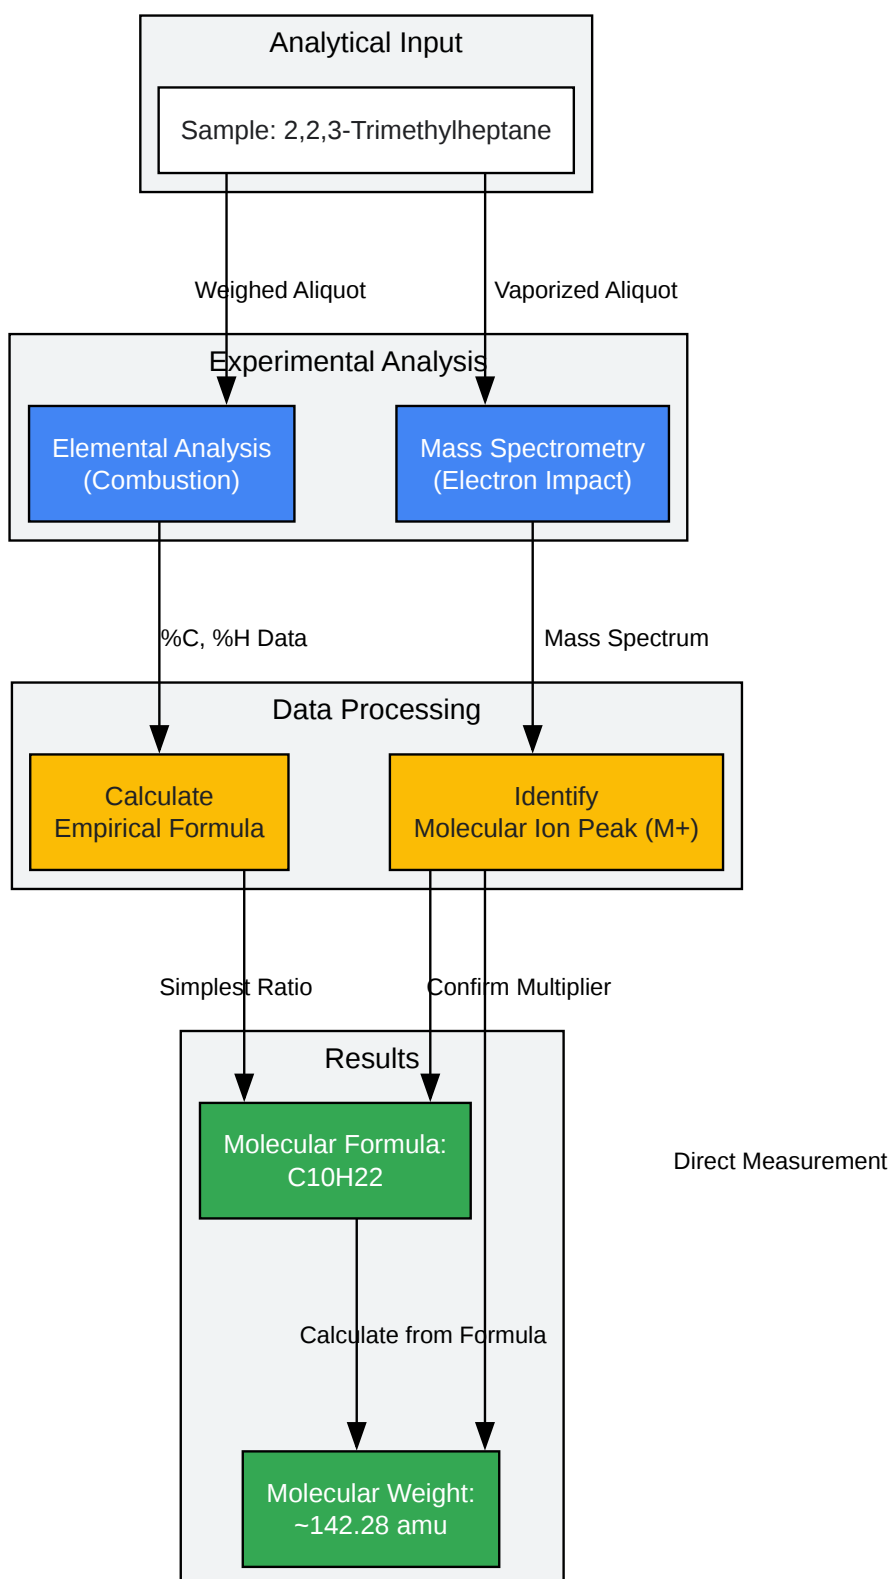 Analytical Input
Sample: 2,2,3-Trimethylheptane
Weighed Aliquot
Vaporized Aliquot
Experimental Analysis
Elemental Analysis
(Combustion)
Mass Spectrometry
(Electron Impact)
%C, %H Data
Mass Spectrum
Data Processing
Calculate
Empirical Formula
Identify
Molecular Ion Peak (M+)
Simplest Ratio
Confirm Multiplier
Results
Molecular Formula:
C10H22
Direct Measurement
Calculate from Formula
Molecular Weight:
~142.28 amu